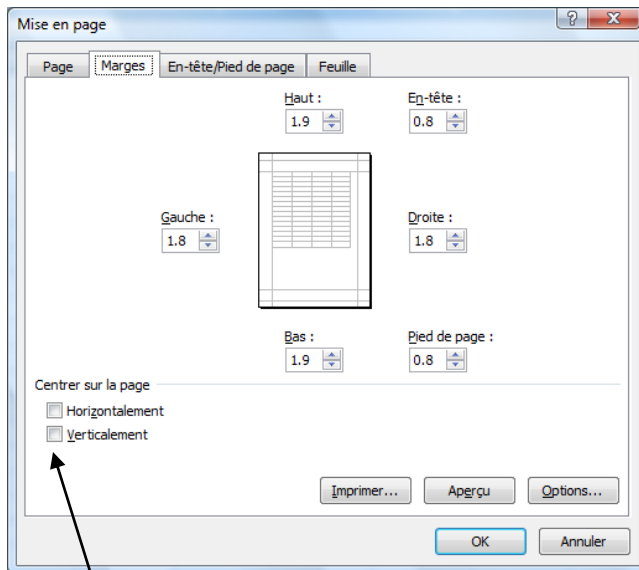 Mise en page
Page Marges En-tête/Pied de page Feuille
Haut : En-tête :
1.9 0.8
Gauche : Droite :
1.8 1.8
Bas : Pied de page :
1.9 0.8
Centrer sur la page
Horizontalement
Verticalement
Imprimer... Aperçu Options...
OK Annuler